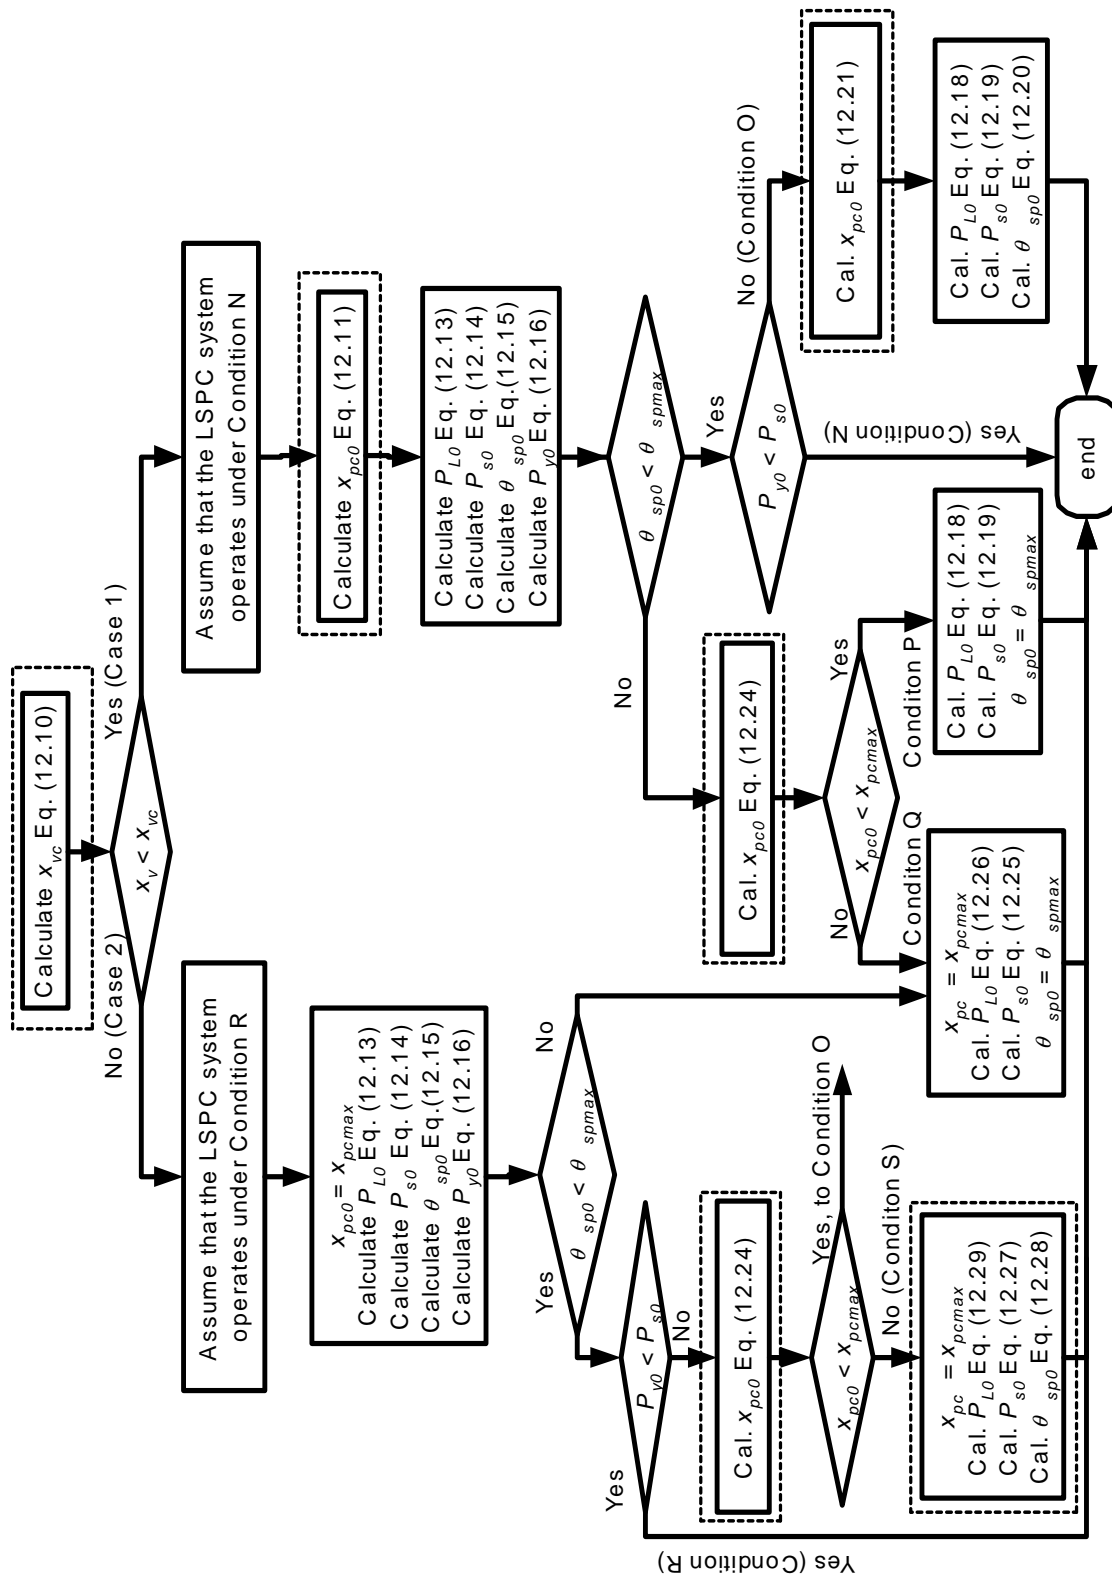 Calculate x_vc Eq. (12.10)
x_v < x_vc
No (Case 2)
Yes (Case 1)
Assume that the LSPC system
operates under Condition R
Assume that the LSPC system
operates under Condition N
x_pc0 = x_pcmax
Calculate P_L0 Eq. (12.13)
Calculate P_s0 Eq. (12.14)
Calculate θ_sp0 Eq.(12.15)
Calculate P_y0 Eq. (12.16)
Calculate x_pc0 Eq. (12.11)
Calculate P_L0 Eq. (12.13)
Calculate P_s0 Eq. (12.14)
Calculate θ_sp0 Eq.(12.15)
Calculate P_y0 Eq. (12.16)
θ_sp0 < θ_spmax
Yes
No
θ_sp0 < θ_spmax
No
Yes
P_y0 < P_s0
Yes
No
Cal. x_pc0 Eq. (12.24)
P_y0 < P_s0
No (Condition O)
Yes (Condition N)
Cal. x_pc0 Eq. (12.24)
Cal. x_pc0 Eq. (12.21)
x_pc0 < x_pcmax
Yes, to Condition O
No (Conditon S)
x_pc0 < x_pcmax
No
Yes
Conditon Q
Conditon P
x_pc = x_pcmax
Cal. P_L0 Eq. (12.29)
Cal. P_s0 Eq. (12.27)
Cal. θ_sp0 Eq. (12.28)
x_pc = x_pcmax
Cal. P_L0 Eq. (12.26)
Cal. P_s0 Eq. (12.25)
θ_sp0 = θ_spmax
Cal. P_L0 Eq. (12.18)
Cal. P_s0 Eq. (12.19)
θ_sp0 = θ_spmax
Cal. P_L0 Eq. (12.18)
Cal. P_s0 Eq. (12.19)
Cal. θ_sp0 Eq. (12.20)
Yes (Condition R)
end